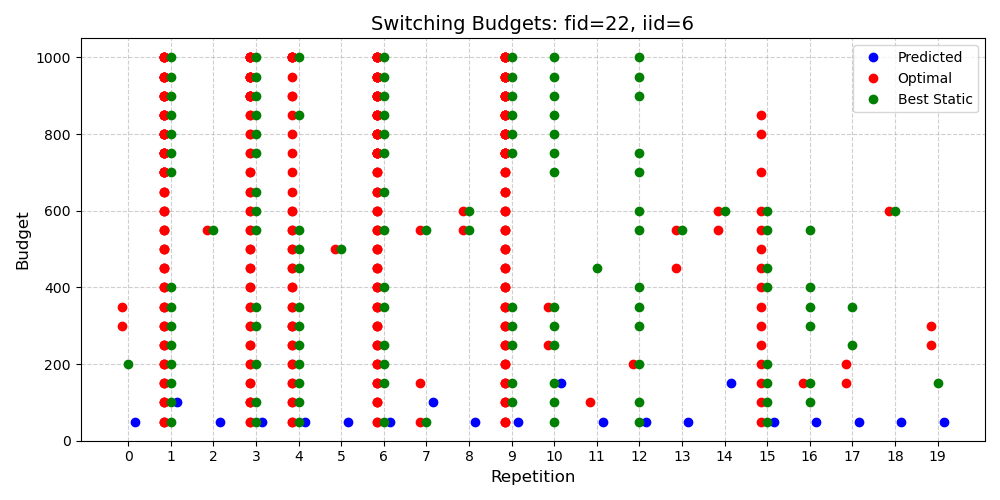 Switching Budgets: fid=22, iid=6
Predicted
Optimal
Best Static
Budget
1000
800
600
400
200
0
0 1 2 3 4 5 6 7 8 9 10 11 12 13 14 15 16 17 18 19
Repetition